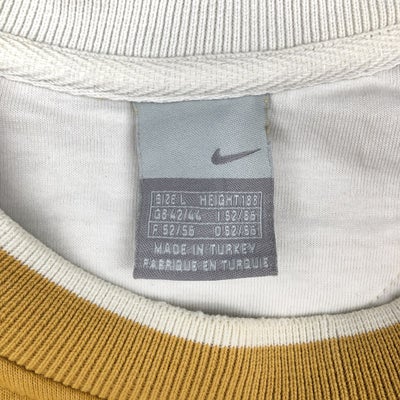 SIZE L HEIGHT 188
GB 42/44 I 52/56
F 52/56 D 52/56
MADE IN TURKEY
FABRIQUE EN TURQUIE